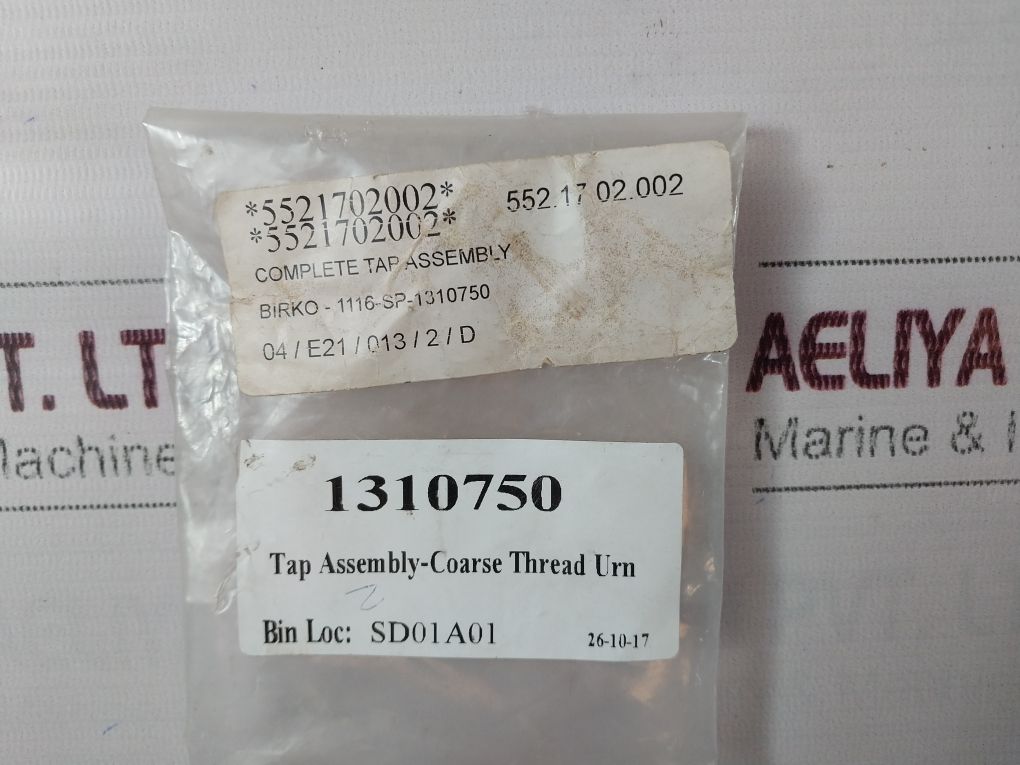 *5521702002* 552.17 02.002
*5521702002*
COMPLETE TAP ASSEMBLY
BIRKO - 1116-SP-1310750
04 / E21 / 013 / 2 / D
T. LT
Machine
AELIYA
Marine &
1310750
Tap Assembly-Coarse Thread Urn
2
Bin Loc: SD01A01 26-10-17